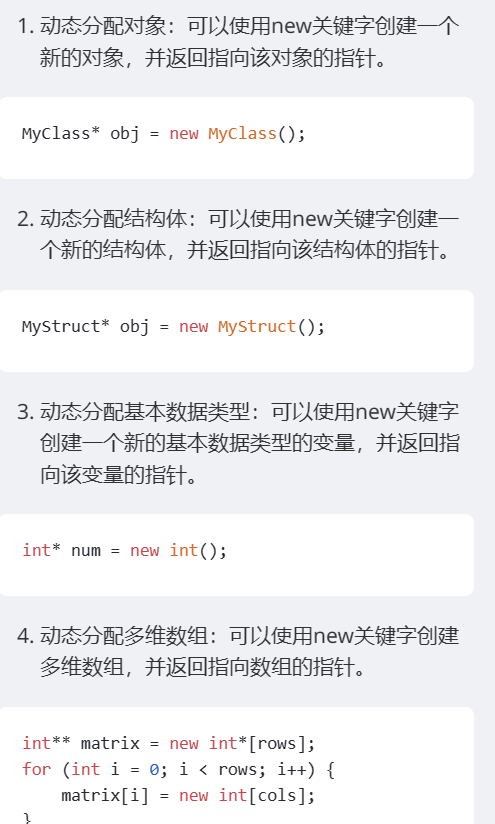 1. 动态分配对象：可以使用new关键字创建一个
新的对象，并返回指向该对象的指针。
MyClass* obj = new MyClass();
2. 动态分配结构体：可以使用new关键字创建一
个新的结构体，并返回指向该结构体的指针。
MyStruct* obj = new MyStruct();
3. 动态分配基本数据类型：可以使用new关键字
创建一个新的基本数据类型的变量，并返回指
向该变量的指针。
int* num = new int();
4. 动态分配多维数组：可以使用new关键字创建
多维数组，并返回指向数组的指针。
int** matrix = new int*[rows];
for (int i = 0; i < rows; i++) {
    matrix[i] = new int[cols];
}